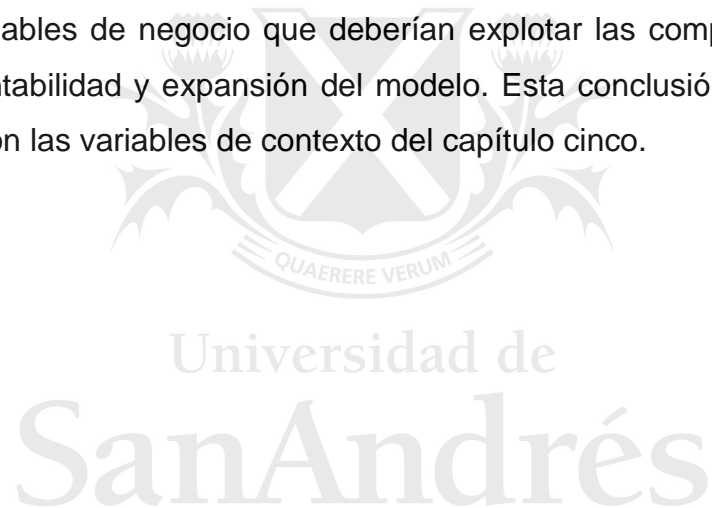 ables de negocio que deberían explotar las comp
ntabilidad y expansión del modelo. Esta conclusió
on las variables de contexto del capítulo cinco.
QUAERERE VERUM
Universidad de
SanAndrés